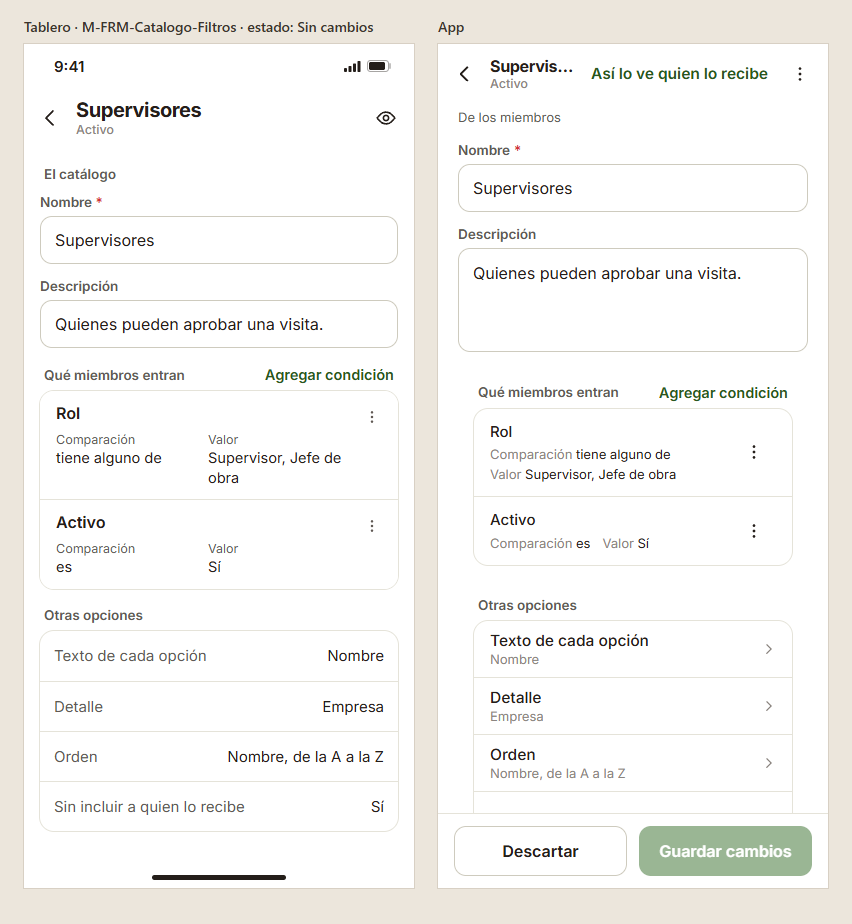 Tablero · M-FRM-Catalogo-Filtros · estado: Sin cambios
9:41
Supervisores
Activo
El catálogo
Nombre *
Supervisores
Descripción
Quienes pueden aprobar una visita.
Qué miembros entran
Agregar condición
Rol
Comparación
Valor
tiene alguno de
Supervisor, Jefe de
obra
Activo
Comparación
Valor
es
Sí
Otras opciones
Texto de cada opción
Nombre
Detalle
Empresa
Orden
Nombre, de la A a la Z
Sin incluir a quien lo recibe
Sí
App
Supervis...
Activo
Así lo ve quien lo recibe
De los miembros
Nombre *
Supervisores
Descripción
Quienes pueden aprobar una visita.
Qué miembros entran
Agregar condición
Rol
Comparación tiene alguno de
Valor Supervisor, Jefe de obra
Activo
Comparación es Valor Sí
Otras opciones
Texto de cada opción
Nombre
Detalle
Empresa
Orden
Nombre, de la A a la Z
Descartar
Guardar cambios